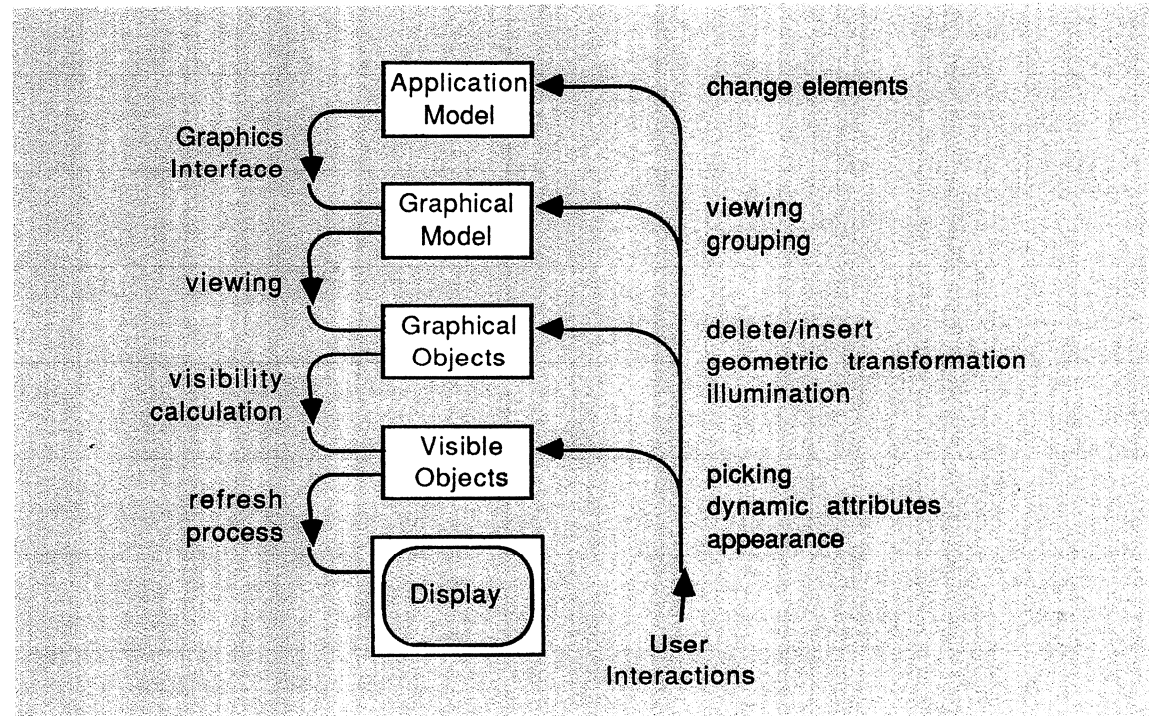 Application
Model
change elements
Graphics
Interface
Graphical
Model
viewing
grouping
viewing
Graphical
Objects
delete/insert
geometric transformation
illumination
visibility
calculation
Visible
Objects
picking
dynamic attributes
appearance
refresh
process
Display
User
Interactions